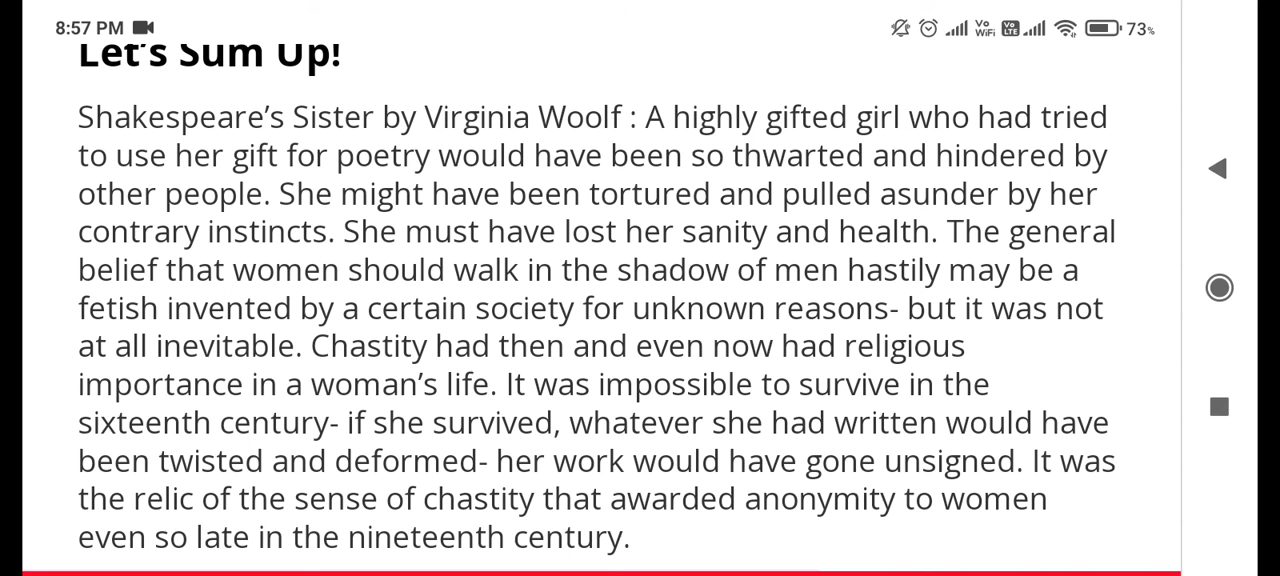 8:57 PM
Vo WiFi
Vo LTE
73%
Let's Sum Up!
Shakespeare’s Sister by Virginia Woolf : A highly gifted girl who had tried
to use her gift for poetry would have been so thwarted and hindered by
other people. She might have been tortured and pulled asunder by her
contrary instincts. She must have lost her sanity and health. The general
belief that women should walk in the shadow of men hastily may be a
fetish invented by a certain society for unknown reasons- but it was not
at all inevitable. Chastity had then and even now had religious
importance in a woman’s life. It was impossible to survive in the
sixteenth century- if she survived, whatever she had written would have
been twisted and deformed- her work would have gone unsigned. It was
the relic of the sense of chastity that awarded anonymity to women
even so late in the nineteenth century.